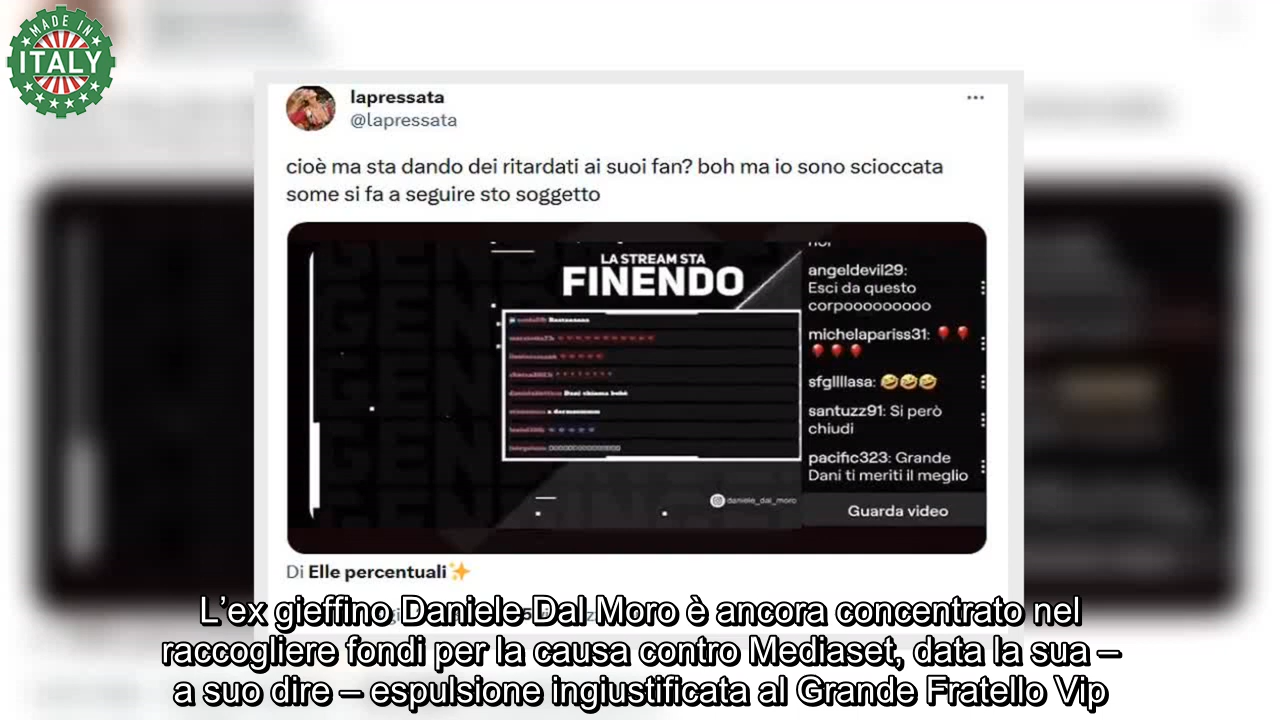 MADE IN
ITALY
lapressata
@lapressata
cioè ma sta dando dei ritardati ai suoi fan? boh ma io sono scioccata
some si fa a seguire sto soggetto
LA STREAM STA
FINENDO
angeldevil29:
Esci da questo
corpooooooooo
michelapariss31: 🎈🎈
🎈🎈🎈
sfgllllasa: 🤣🤣🤣
santuzz91: Si però
chiudi
pacific323: Grande
Dani ti meriti il meglio
Dani chiama bebè
daniele_dal_moro
Guarda video
Di Elle percentuali✨
L’ex gieffino Daniele Dal Moro è ancora concentrato nel
raccogliere fondi per la causa contro Mediaset, data la sua –
a suo dire – espulsione ingiustificata al Grande Fratello Vip